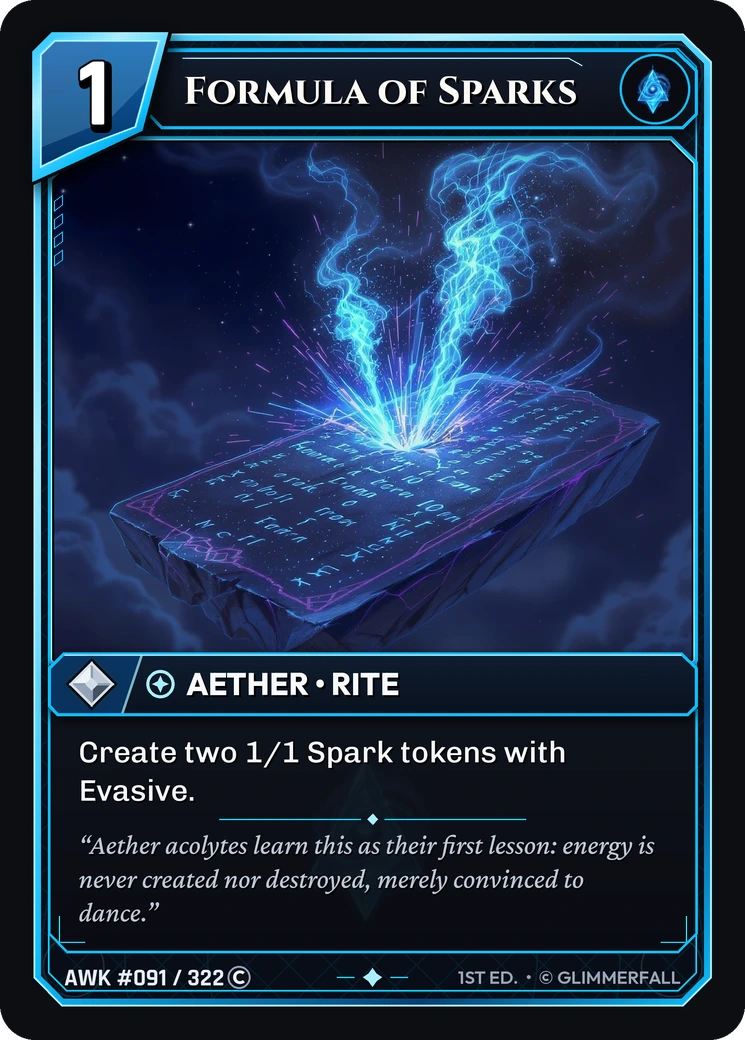 1
FORMULA OF SPARKS
AETHER • RITE
Create two 1/1 Spark tokens with
Evasive.
“Aether acolytes learn this as their first lesson: energy is
never created nor destroyed, merely convinced to
dance.”
AWK #091 / 322 Ⓒ
1ST ED. • © GLIMMERFALL